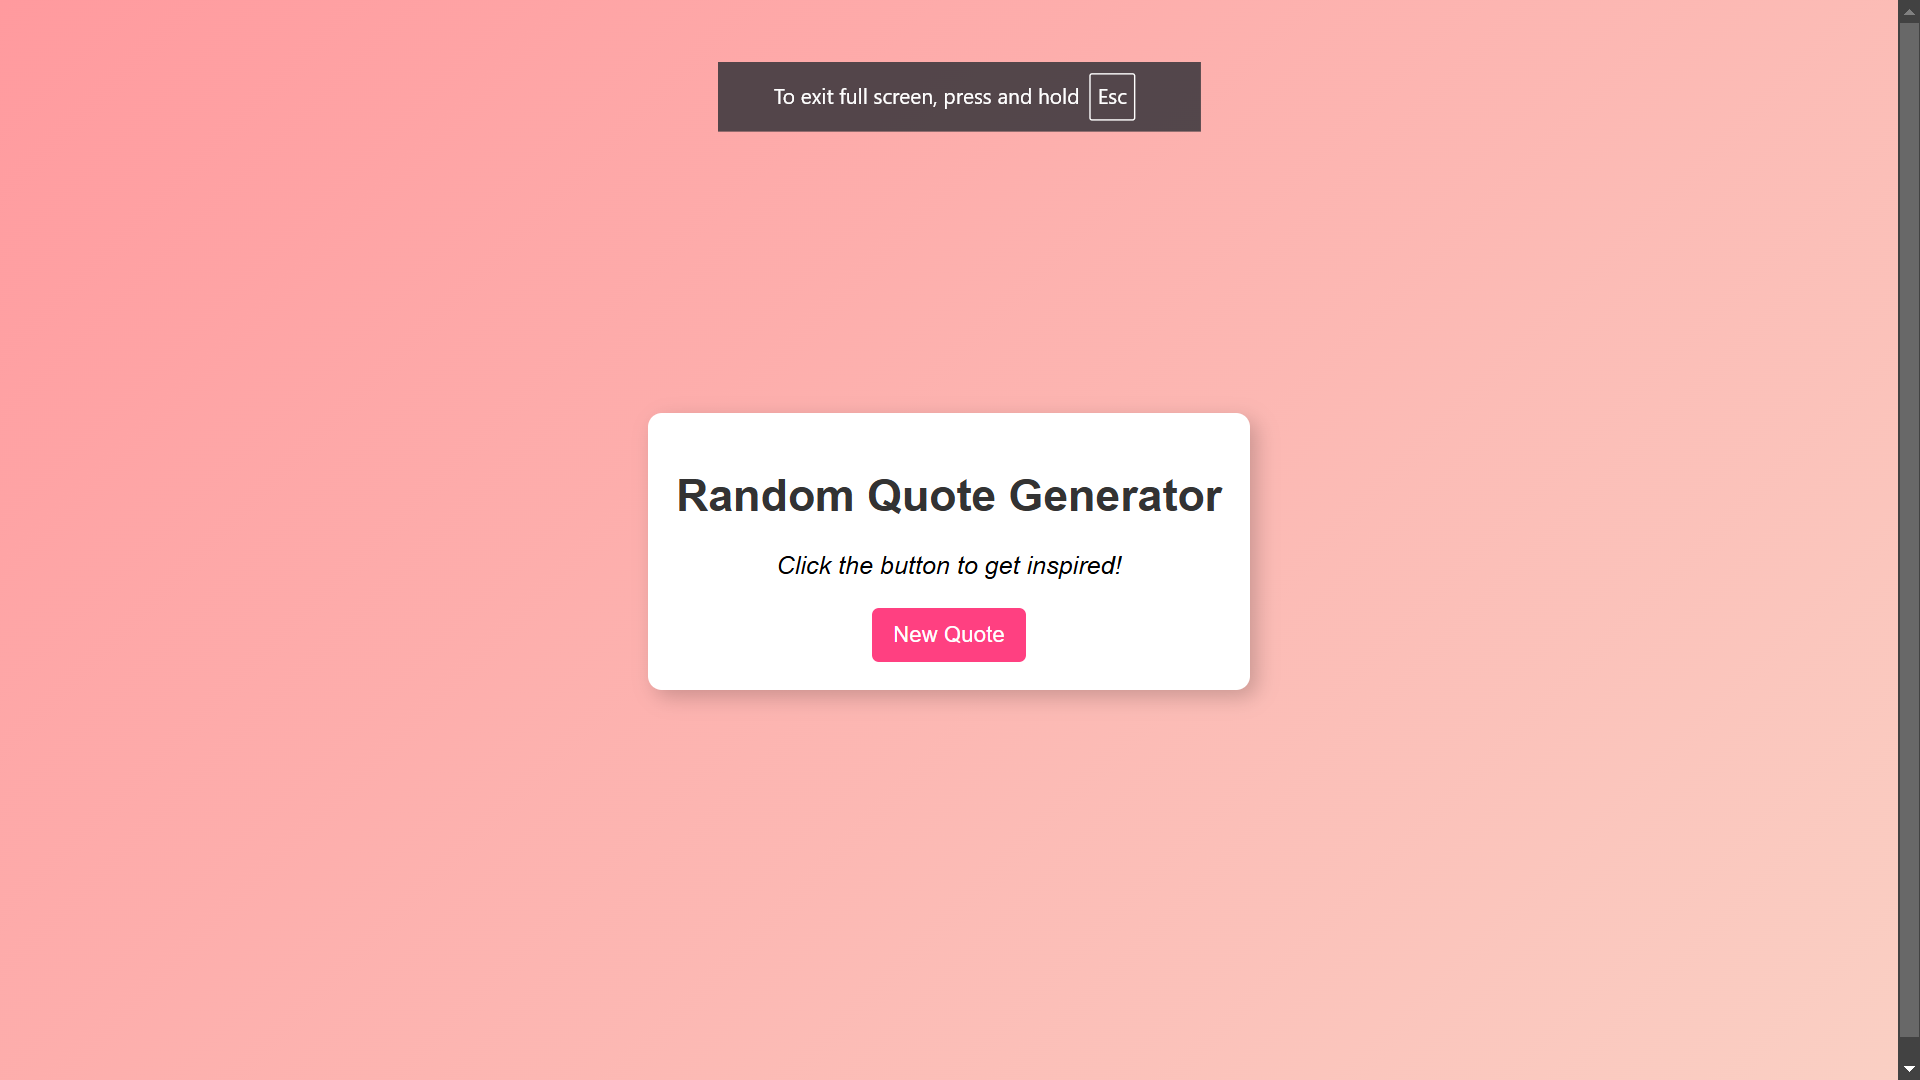 To exit full screen, press and hold Esc
Random Quote Generator
Click the button to get inspired!
New Quote